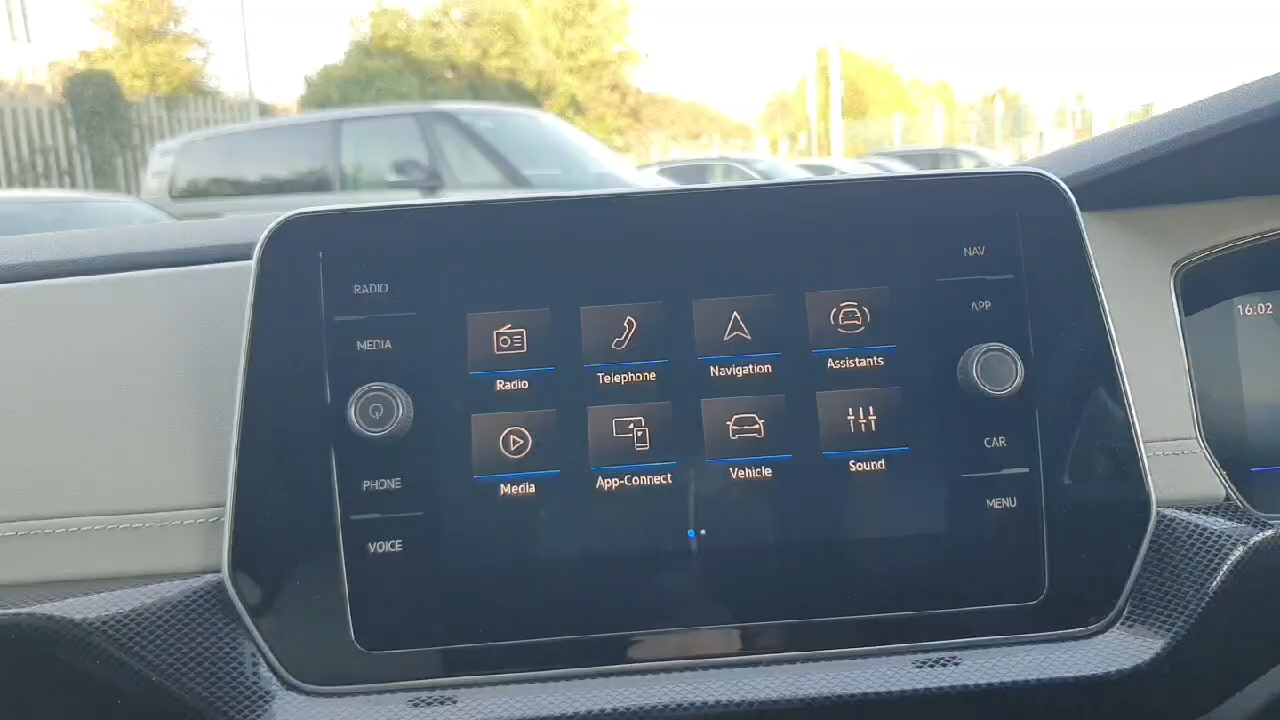 RADIO
MEDIA
PHONE
VOICE
Radio
Telephone
Navigation
Assistants
Media
App-Connect
Vehicle
Sound
NAV
APP
CAR
MENU
16:02